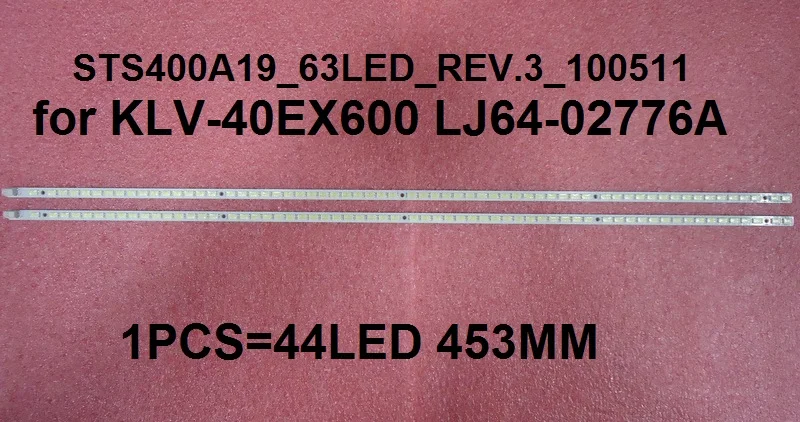 STS400A19_63LED_REV.3_100511
for KLV-40EX600 LJ64-02776A
1PCS=44LED 453MM